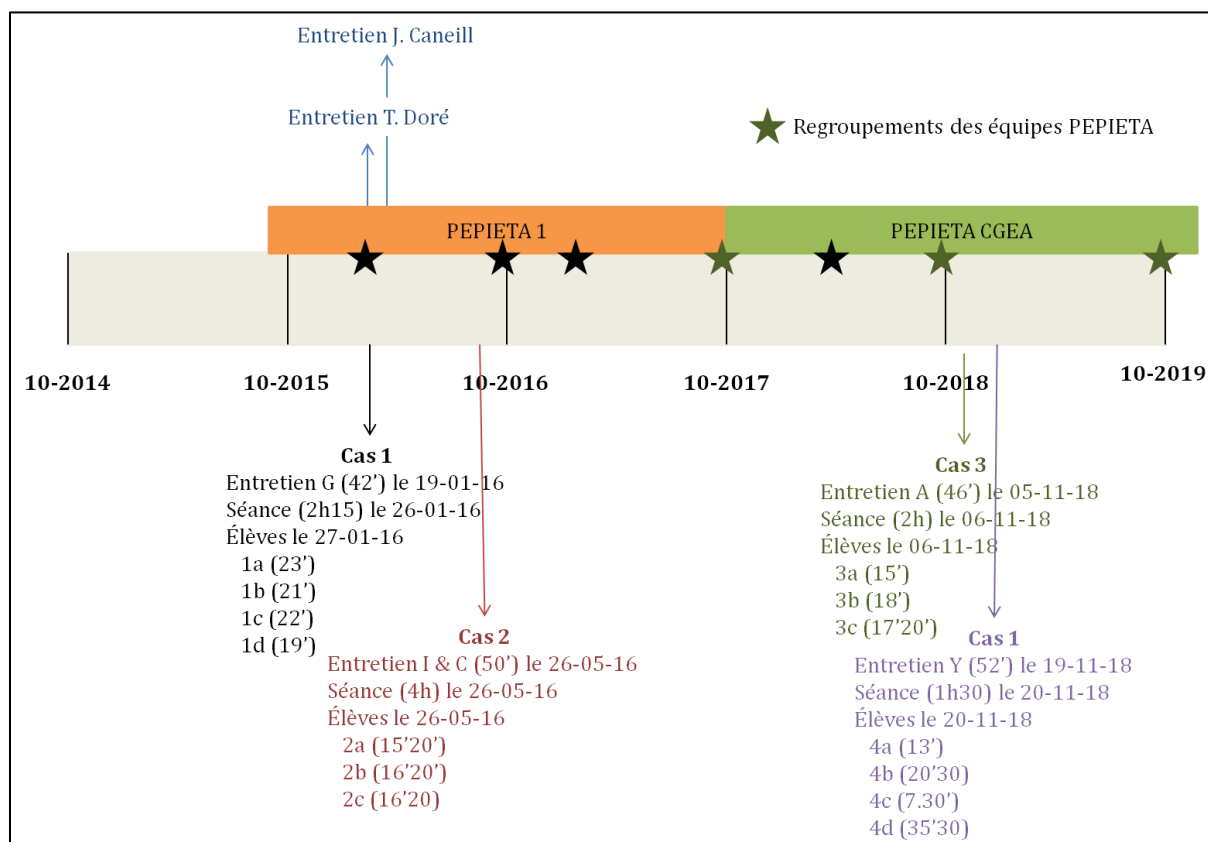 Entretien J. Caneill
Entretien T. Doré
Regroupements des équipes PEPIETA
PEPIETA 1
PEPIETA CGEA
10-2014
10-2015
10-2016
10-2017
10-2018
10-2019
Cas 1
Entretien G (42’) le 19-01-16
Séance (2h15) le 26-01-16
Élèves le 27-01-16
1a (23’)
1b (21’)
1c (22’)
1d (19’)
Cas 2
Entretien I & C (50’) le 26-05-16
Séance (4h) le 26-05-16
Élèves le 26-05-16
2a (15’20’)
2b (16’20’)
2c (16’20)
Cas 3
Entretien A (46’) le 05-11-18
Séance (2h) le 06-11-18
Élèves le 06-11-18
3a (15’)
3b (18’)
3c (17’20’)
Cas 1
Entretien Y (52’) le 19-11-18
Séance (1h30) le 20-11-18
Élèves le 20-11-18
4a (13’)
4b (20’30)
4c (7.30’)
4d (35’30)